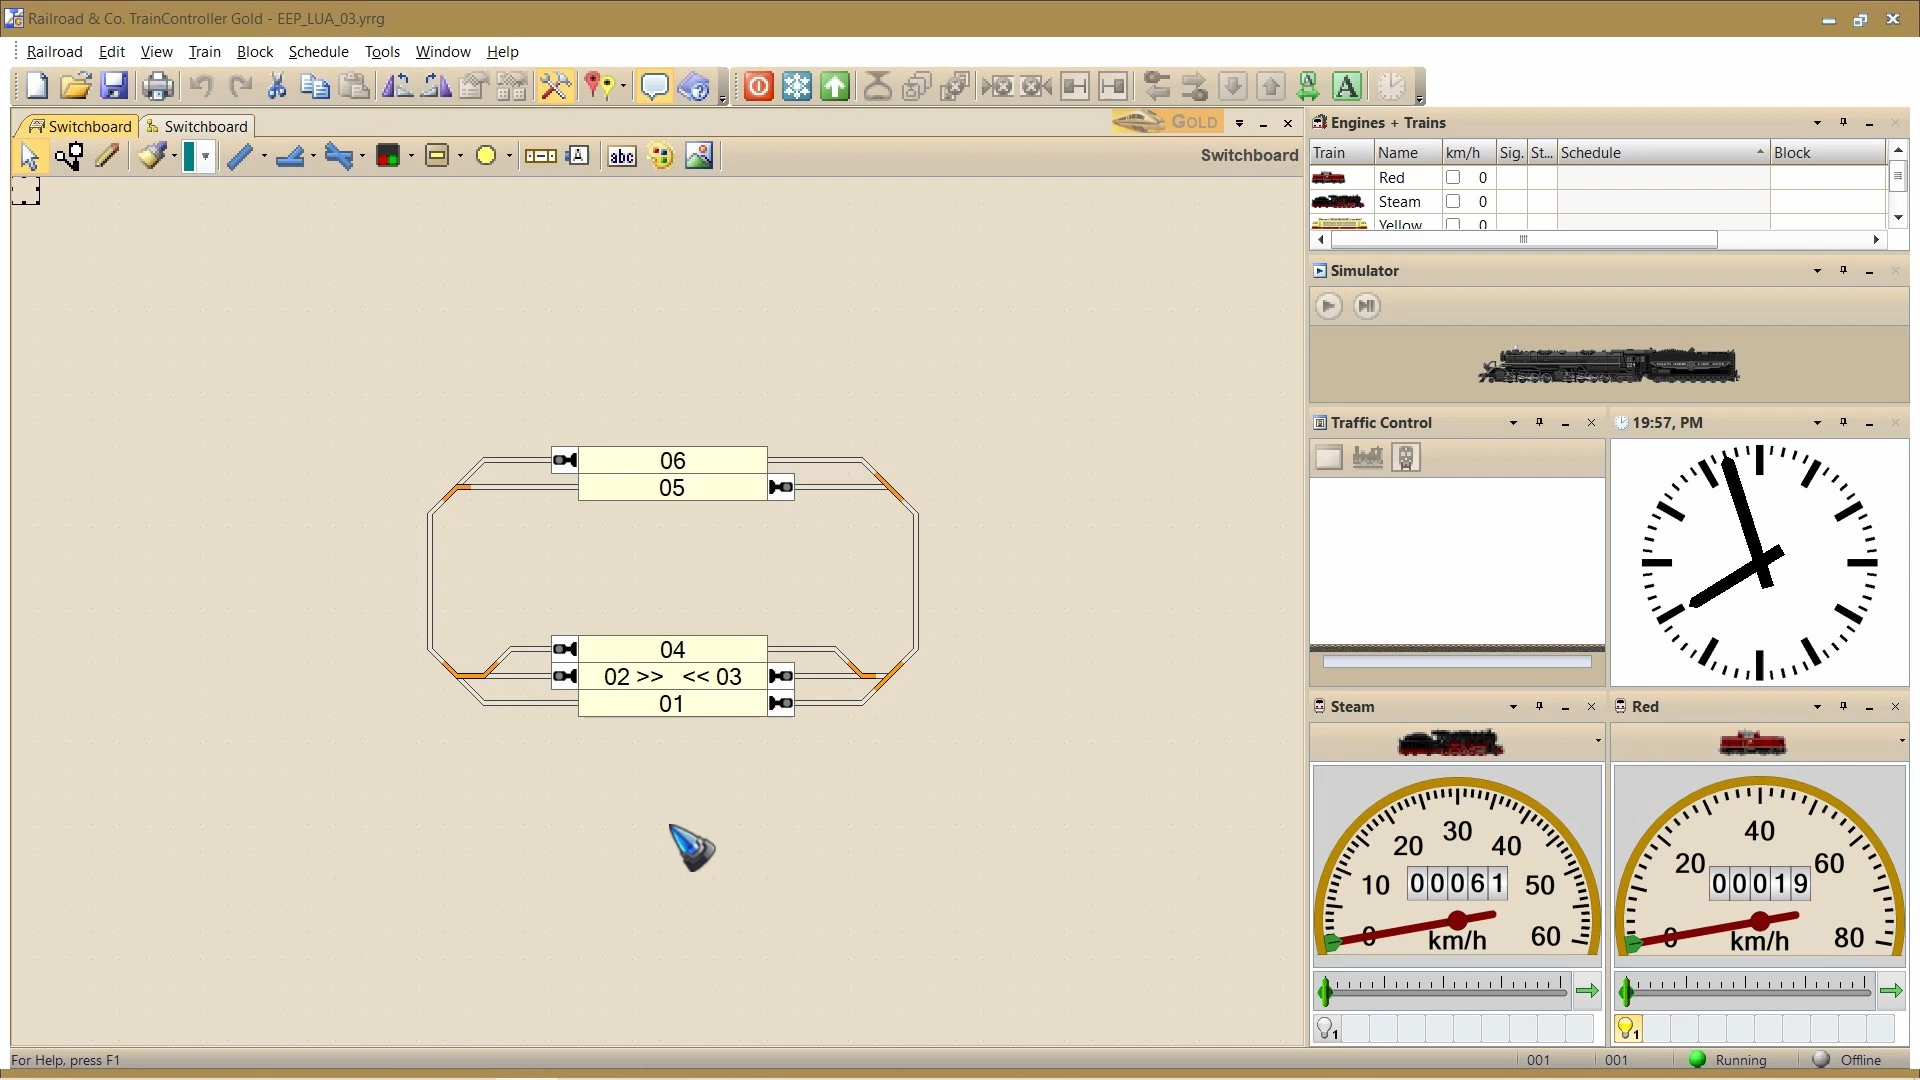 Railroad & Co. TrainController Gold - EEP_LUA_03.yrrg
Railroad Edit View Train Block Schedule Tools Window Help
Switchboard Switchboard GOLD
abc A Switchboard
06
05
04
02 >> << 03
01
Engines + Trains
Train Name km/h Sig. St... Schedule Block
Red 0
Steam 0
Yellow 0
Simulator
Traffic Control
19:57, PM
Steam
10 20 30 40 50
00061
0 km/h 60
Red
20 40 60
00019
0 km/h 80
1
1
For Help, press F1 001 001 Running Offline